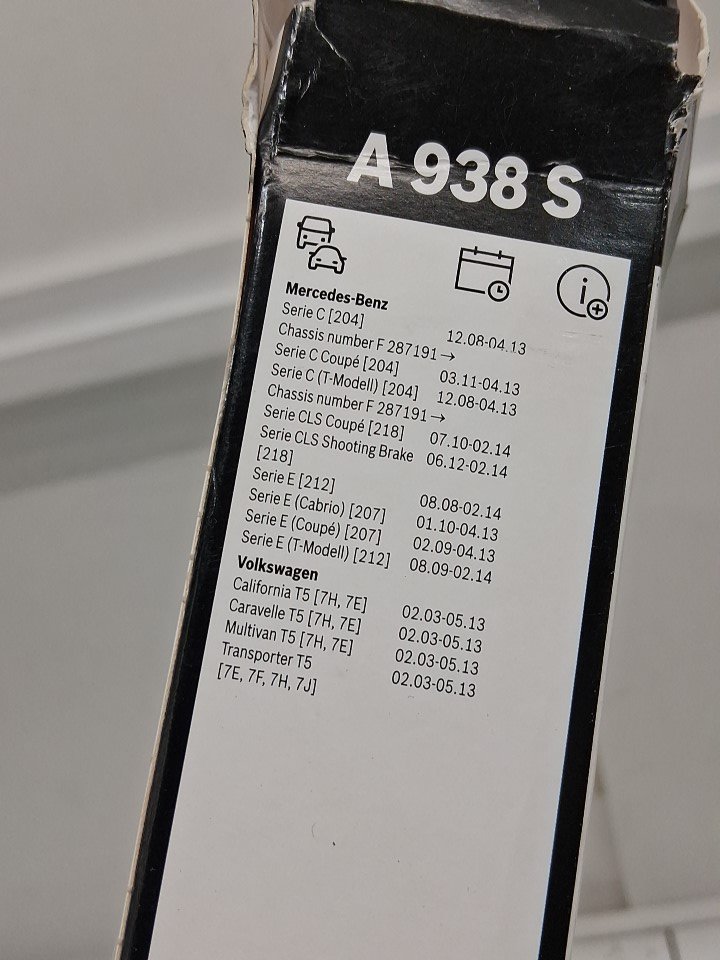 A 938 S
Mercedes-Benz
Serie C [204] 12.08-04.13
Chassis number F 287191→
Serie C Coupé [204] 03.11-04.13
Serie C (T-Modell) [204] 12.08-04.13
Chassis number F 287191→
Serie CLS Coupé [218] 07.10-02.14
Serie CLS Shooting Brake 06.12-02.14
[218]
Serie E [212] 08.08-02.14
Serie E (Cabrio) [207] 01.10-04.13
Serie E (Coupé) [207] 02.09-04.13
Serie E (T-Modell) [212] 08.09-02.14
Volkswagen
California T5 [7H, 7E] 02.03-05.13
Caravelle T5 [7H, 7E] 02.03-05.13
Multivan T5 [7H, 7E] 02.03-05.13
Transporter T5 02.03-05.13
[7E, 7F, 7H, 7J]